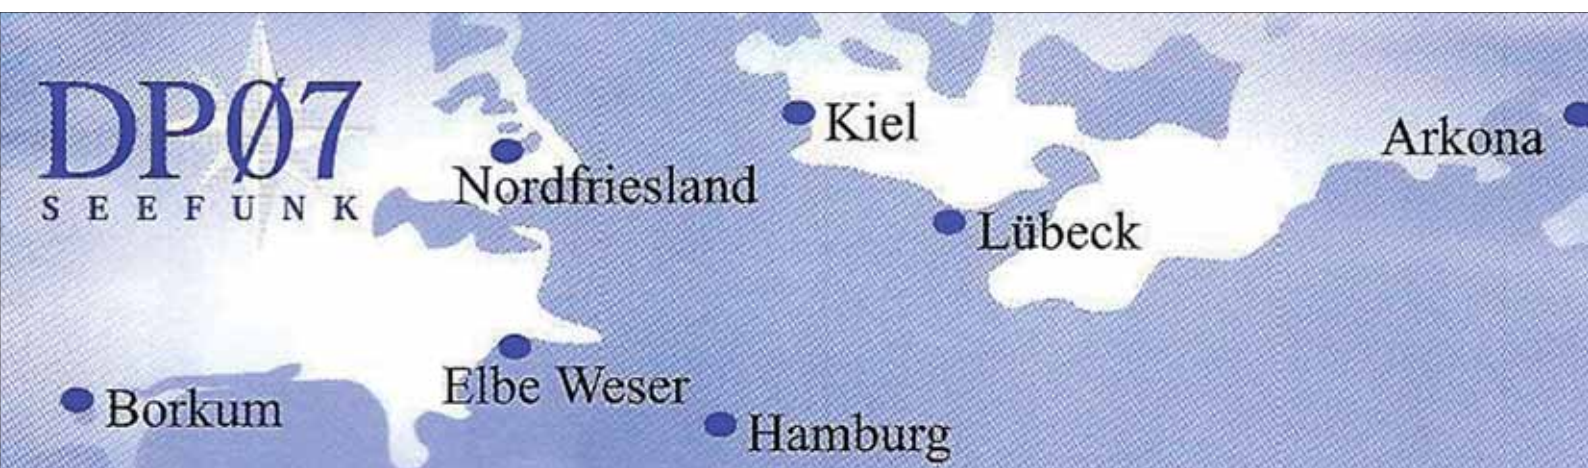 DPØ7
SEEFUNK
Nordfriesland
Kiel
Arkona
Lübeck
Elbe Weser
Borkum
Hamburg